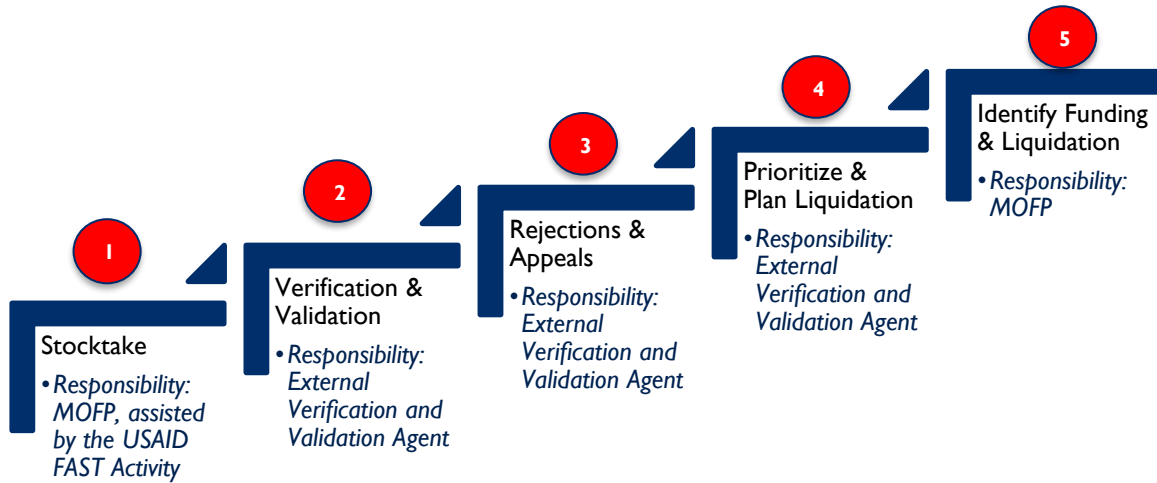 1
Stocktake
•Responsibility:
MOFP, assisted
by the USAID
FAST Activity
2
Verification &
Validation
•Responsibility:
External
Verification and
Validation Agent
3
Rejections &
Appeals
•Responsibility:
External
Verification and
Validation Agent
4
Prioritize &
Plan Liquidation
•Responsibility:
External
Verification and
Validation Agent
5
Identify Funding
& Liquidation
•Responsibility:
MOFP